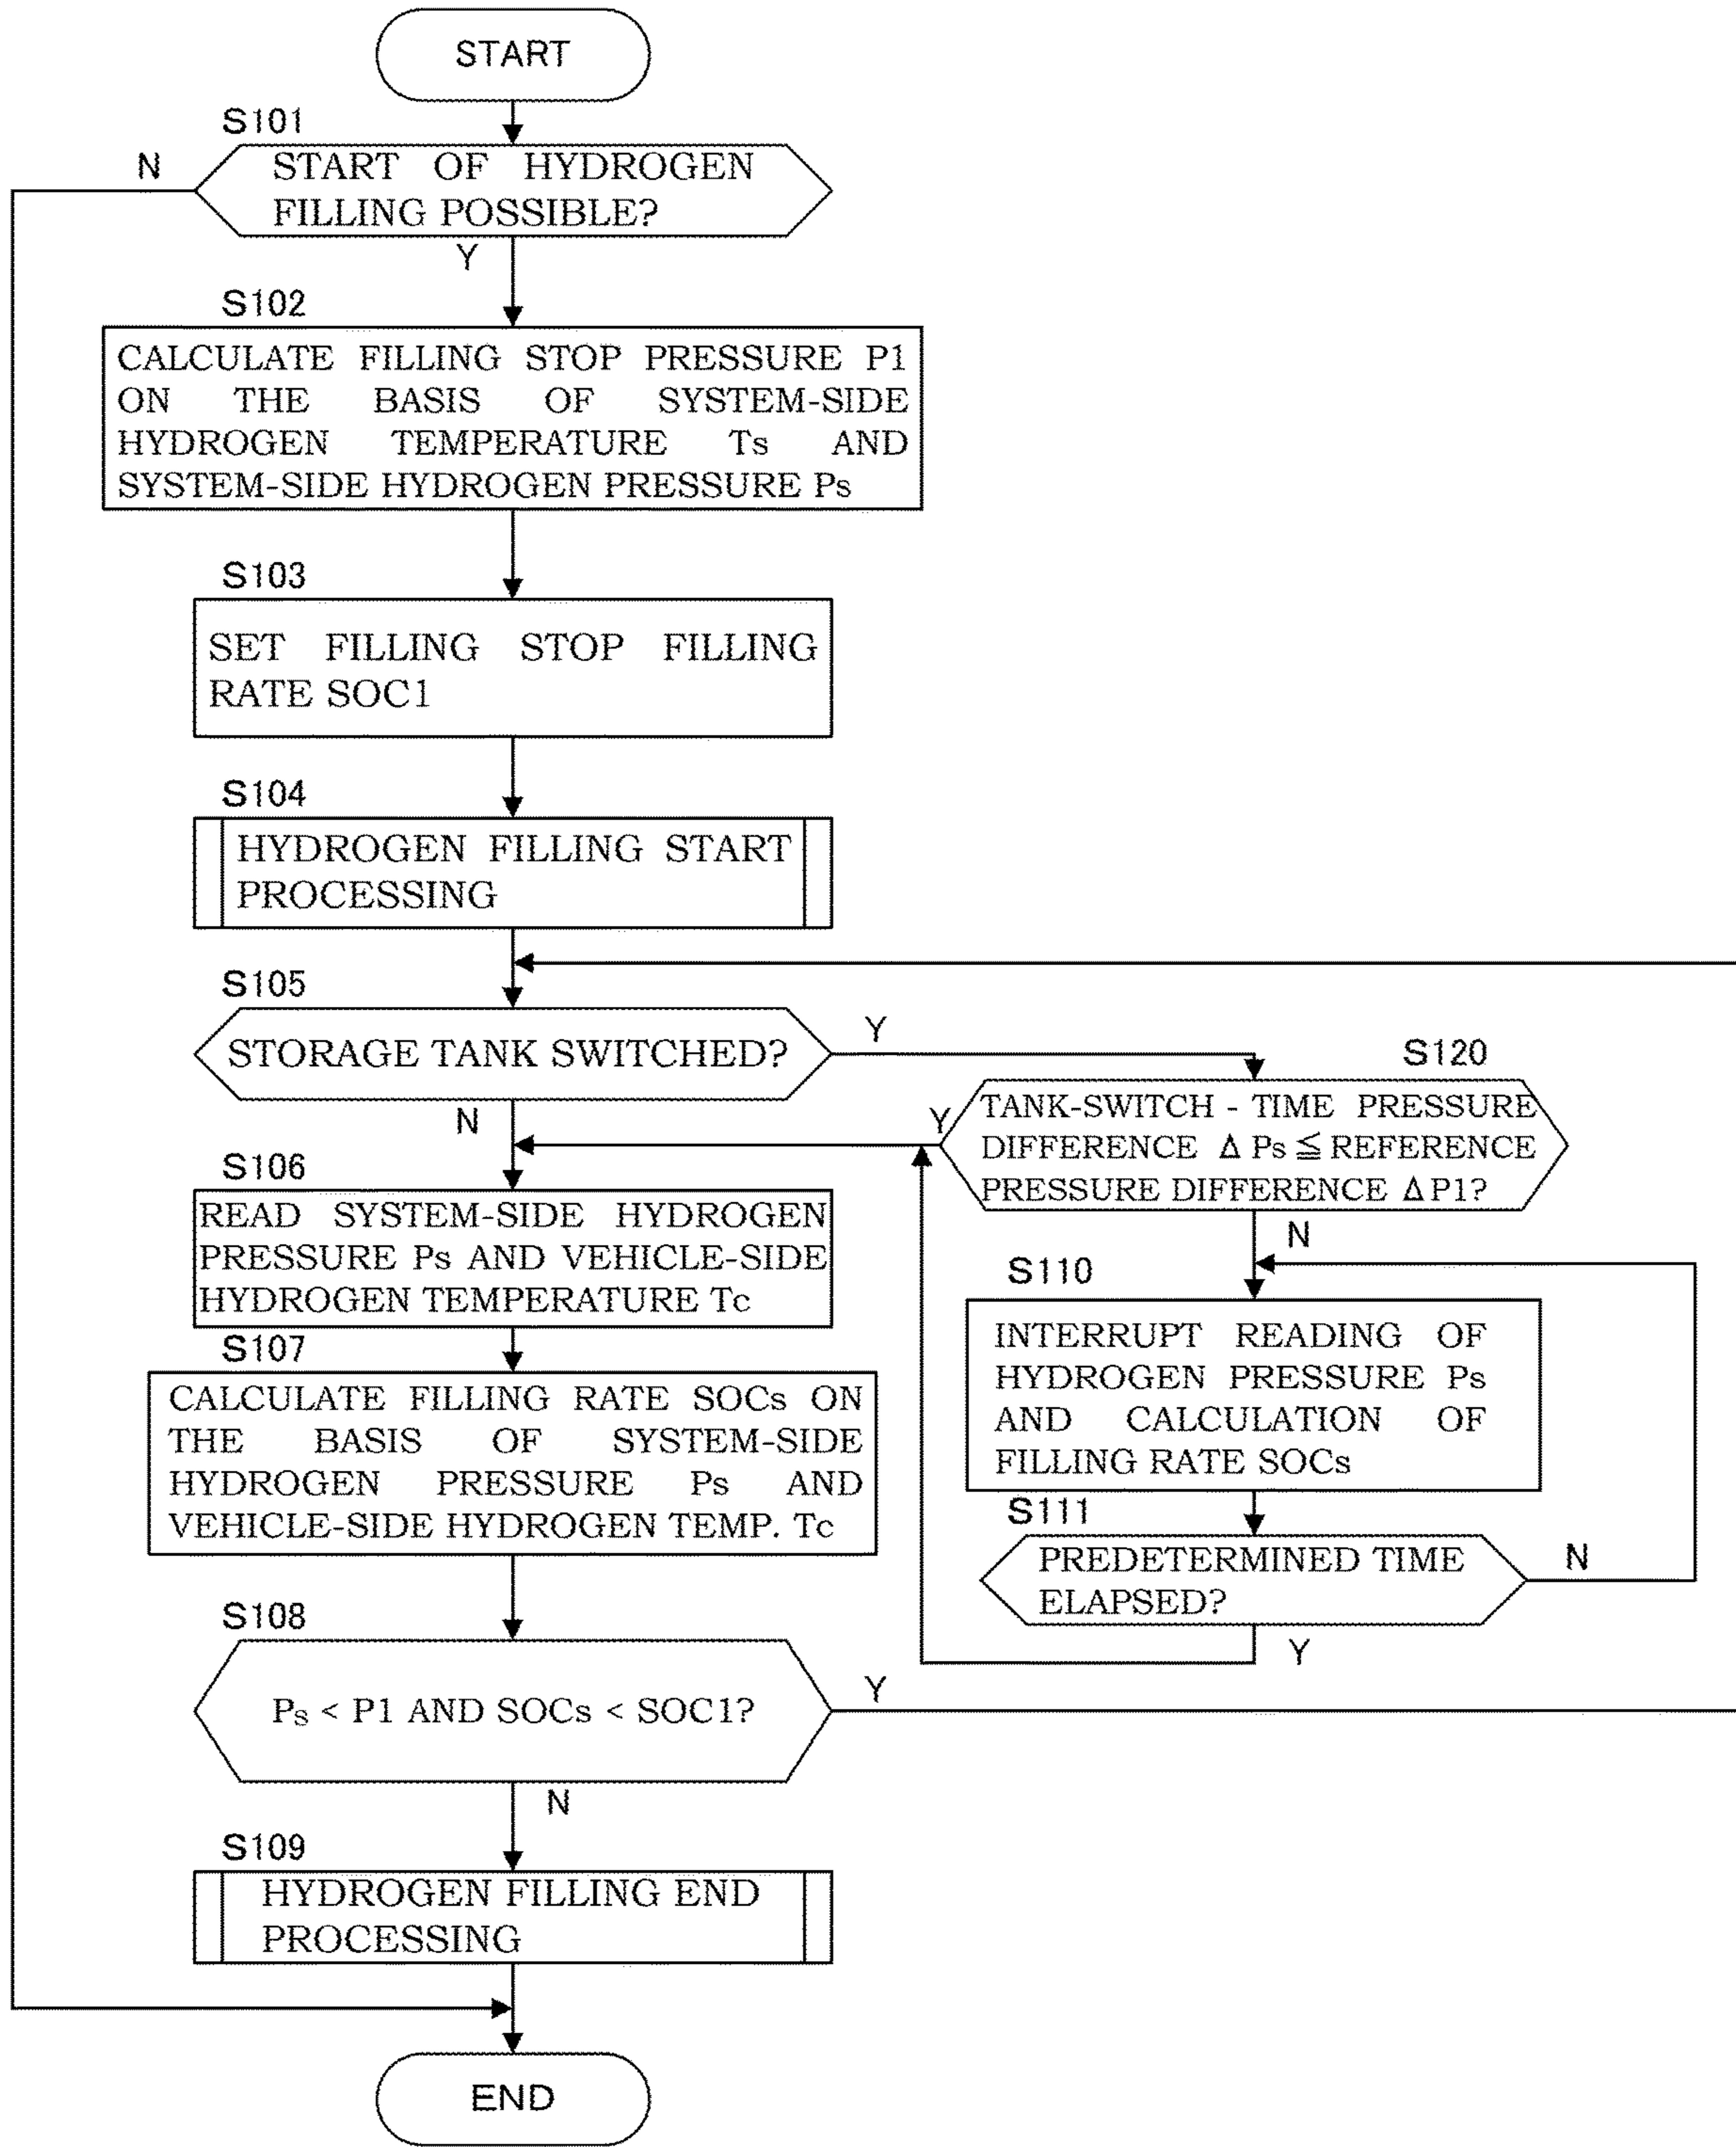 START
S101
N
START OF HYDROGEN
FILLING POSSIBLE?
Y
S102
CALCULATE FILLING STOP PRESSURE P1
ON THE BASIS OF SYSTEM-SIDE
HYDROGEN TEMPERATURE Ts AND
SYSTEM-SIDE HYDROGEN PRESSURE Ps
S103
SET FILLING STOP FILLING
RATE SOC1
S104
HYDROGEN FILLING START
PROCESSING
S105
STORAGE TANK SWITCHED?
Y
N
S120
TANK-SWITCH - TIME PRESSURE
DIFFERENCE Δ Ps ≦ REFERENCE
PRESSURE DIFFERENCE Δ P1?
Y
N
S106
READ SYSTEM-SIDE HYDROGEN
PRESSURE Ps AND VEHICLE-SIDE
HYDROGEN TEMPERATURE Tc
S110
INTERRUPT READING OF
HYDROGEN PRESSURE Ps
AND CALCULATION OF
FILLING RATE SOCs
S107
CALCULATE FILLING RATE SOCs ON
THE BASIS OF SYSTEM-SIDE
HYDROGEN PRESSURE Ps AND
VEHICLE-SIDE HYDROGEN TEMP. Tc
S111
PREDETERMINED TIME
ELAPSED?
N
Y
S108
Ps < P1 AND SOCs < SOC1?
Y
N
S109
HYDROGEN FILLING END
PROCESSING
END